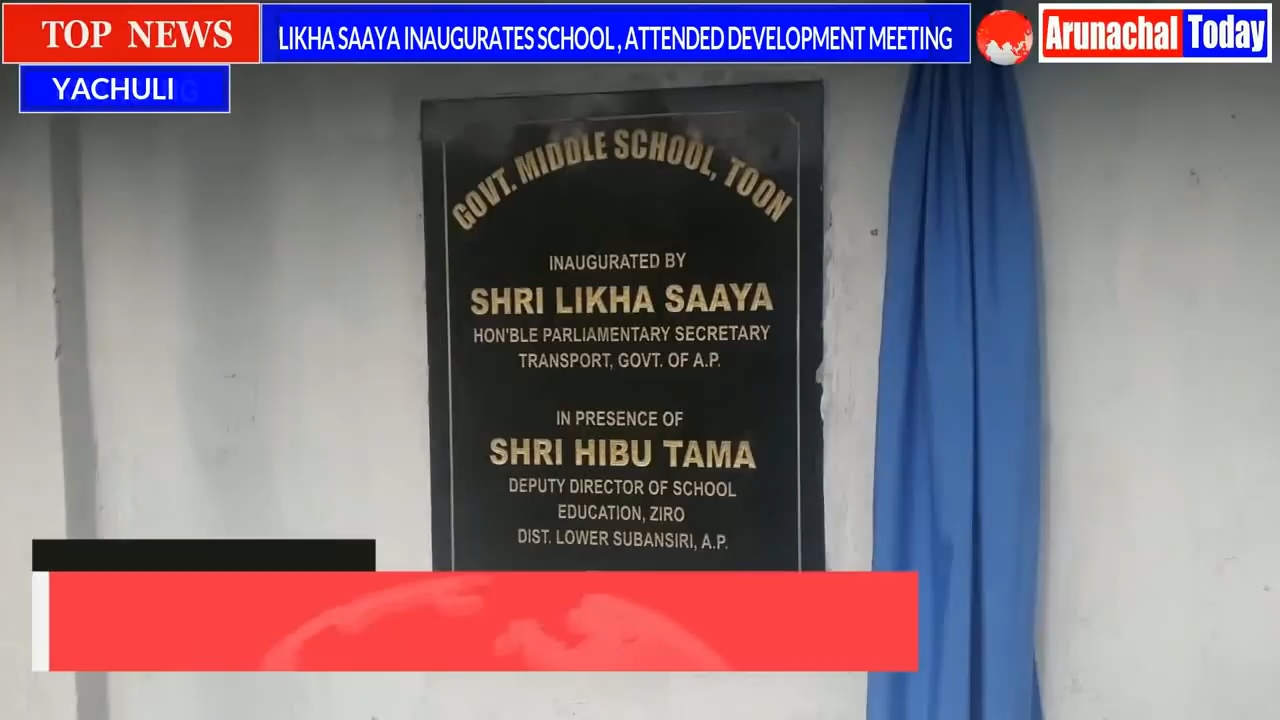 TOP NEWS
LIKHA SAAYA INAUGURATES SCHOOL, ATTENDED DEVELOPMENT MEETING
Arunachal Today
YACHULI
GOVT. MIDDLE SCHOOL, TOON
INAUGURATED BY
SHRI LIKHA SAAYA
HON'BLE PARLIAMENTARY SECRETARY
TRANSPORT, GOVT. OF A.P.
IN PRESENCE OF
SHRI HIBU TAMA
DEPUTY DIRECTOR OF SCHOOL
EDUCATION, ZIRO
DIST. LOWER SUBANSIRI, A.P.